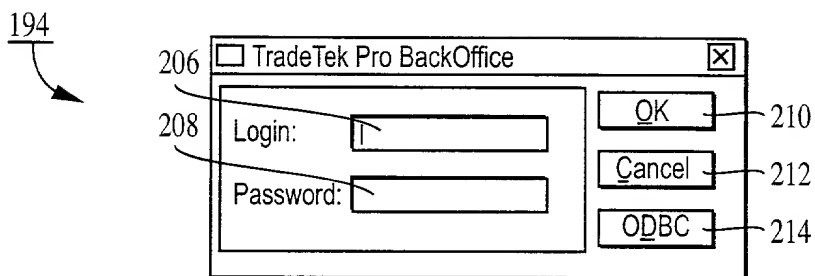 194
TradeTek Pro BackOffice
206
208
Login:
Password:
OK
210
Cancel
212
ODBC
214